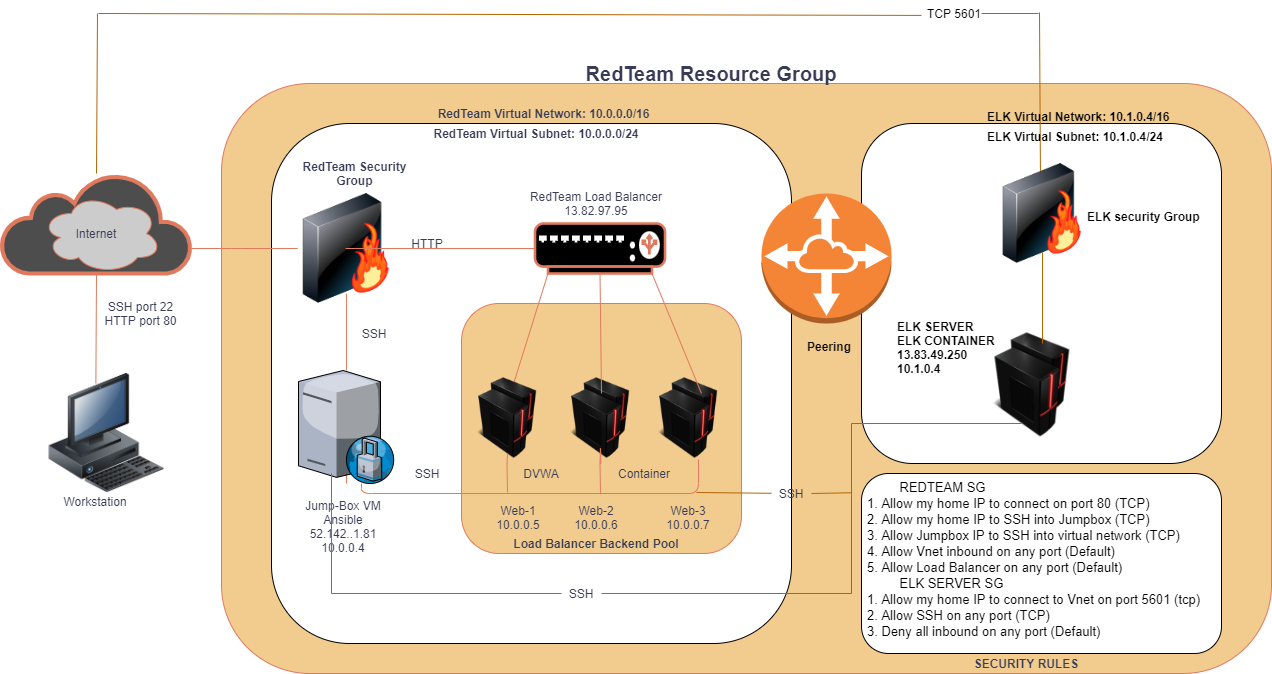 TCP 5601
RedTeam Resource Group
RedTeam Virtual Network: 10.0.0.0/16
RedTeam Virtual Subnet: 10.0.0.0/24
ELK Virtual Network: 10.1.0.4/16
ELK Virtual Subnet: 10.1.0.4/24
RedTeam Security
Group
RedTeam Load Balancer
13.82.97.95
ELK security Group
Internet
HTTP
SSH port 22
HTTP port 80
SSH
Peering
ELK SERVER
ELK CONTAINER
13.83.49.250
10.1.0.4
Workstation
SSH
DVWA
Container
SSH
Jump-Box VM
Ansible
52.142..1.81
10.0.0.4
Web-1
10.0.0.5
Web-2
10.0.0.6
Web-3
10.0.0.7
Load Balancer Backend Pool
SSH
REDTEAM SG
1. Allow my home IP to connect on port 80 (TCP)
2. Allow my home IP to SSH into Jumpbox (TCP)
3. Allow Jumpbox IP to SSH into virtual network (TCP)
4. Allow Vnet inbound on any port (Default)
5. Allow Load Balancer on any port (Default)
ELK SERVER SG
1. Allow my home IP to connect to Vnet on port 5601 (tcp)
2. Allow SSH on any port (TCP)
3. Deny all inbound on any port (Default)
SECURITY RULES